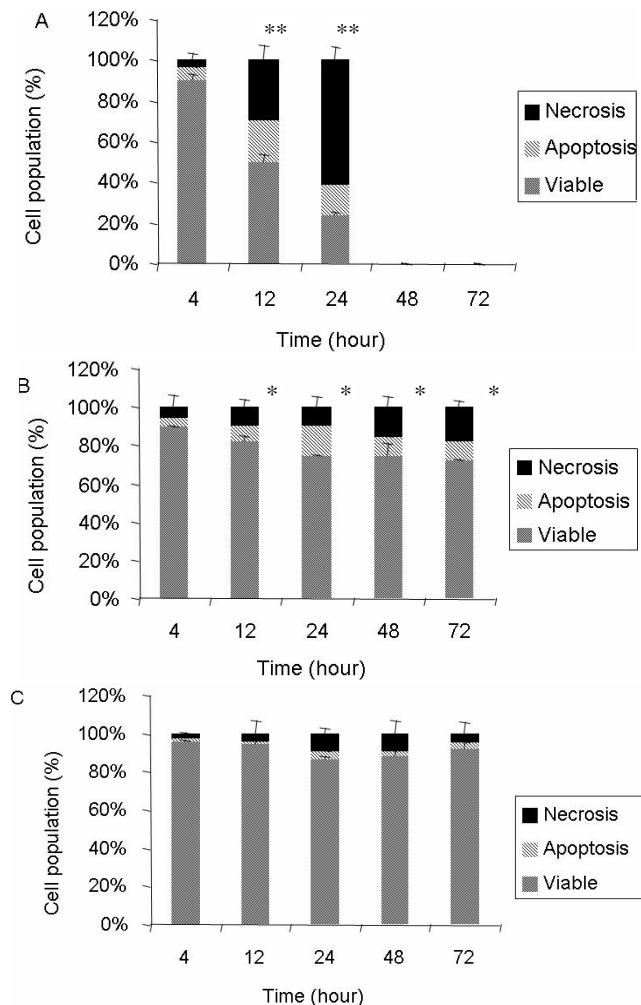 A
120%
100%
80%
60%
40%
20%
0%
Cell population (%)
** **
4 12 24 48 72
Time (hour)
Necrosis
Apoptosis
Viable
B
120%
100%
80%
60%
40%
20%
0%
Cell population (%)
* * * *
4 12 24 48 72
Time (hour)
Necrosis
Apoptosis
Viable
C
120%
100%
80%
60%
40%
20%
0%
Cell population (%)
4 12 24 48 72
Time (hour)
Necrosis
Apoptosis
Viable